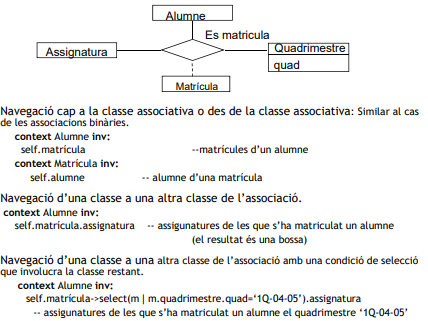 Alumne
Es matricula
Assignatura
Quadrimestre
quad
Matrícula
Navegació cap a la classe associativa o des de la classe associativa: Similar al cas
de les associacions binàries.
context Alumne inv:
self.matrícula --matrícules d'un alumne
context Matrícula inv:
self.alumne -- alumne d'una matrícula
Navegació d'una classe a una altra classe de l'associació.
context Alumne inv:
self.matrícula.assignatura -- assignatures de les que s'ha matriculat un alumne
(el resultat és una bossa)
Navegació d'una classe a una altra classe de l'associació amb una condició de selecció
que involucra la classe restant.
context Alumne inv:
self.matrícula->select(m | m.quadrimestre.quad='1Q-04-05').assignatura
-- assignatures de les que s'ha matriculat un alumne el quadrimestre '1Q-04-05'